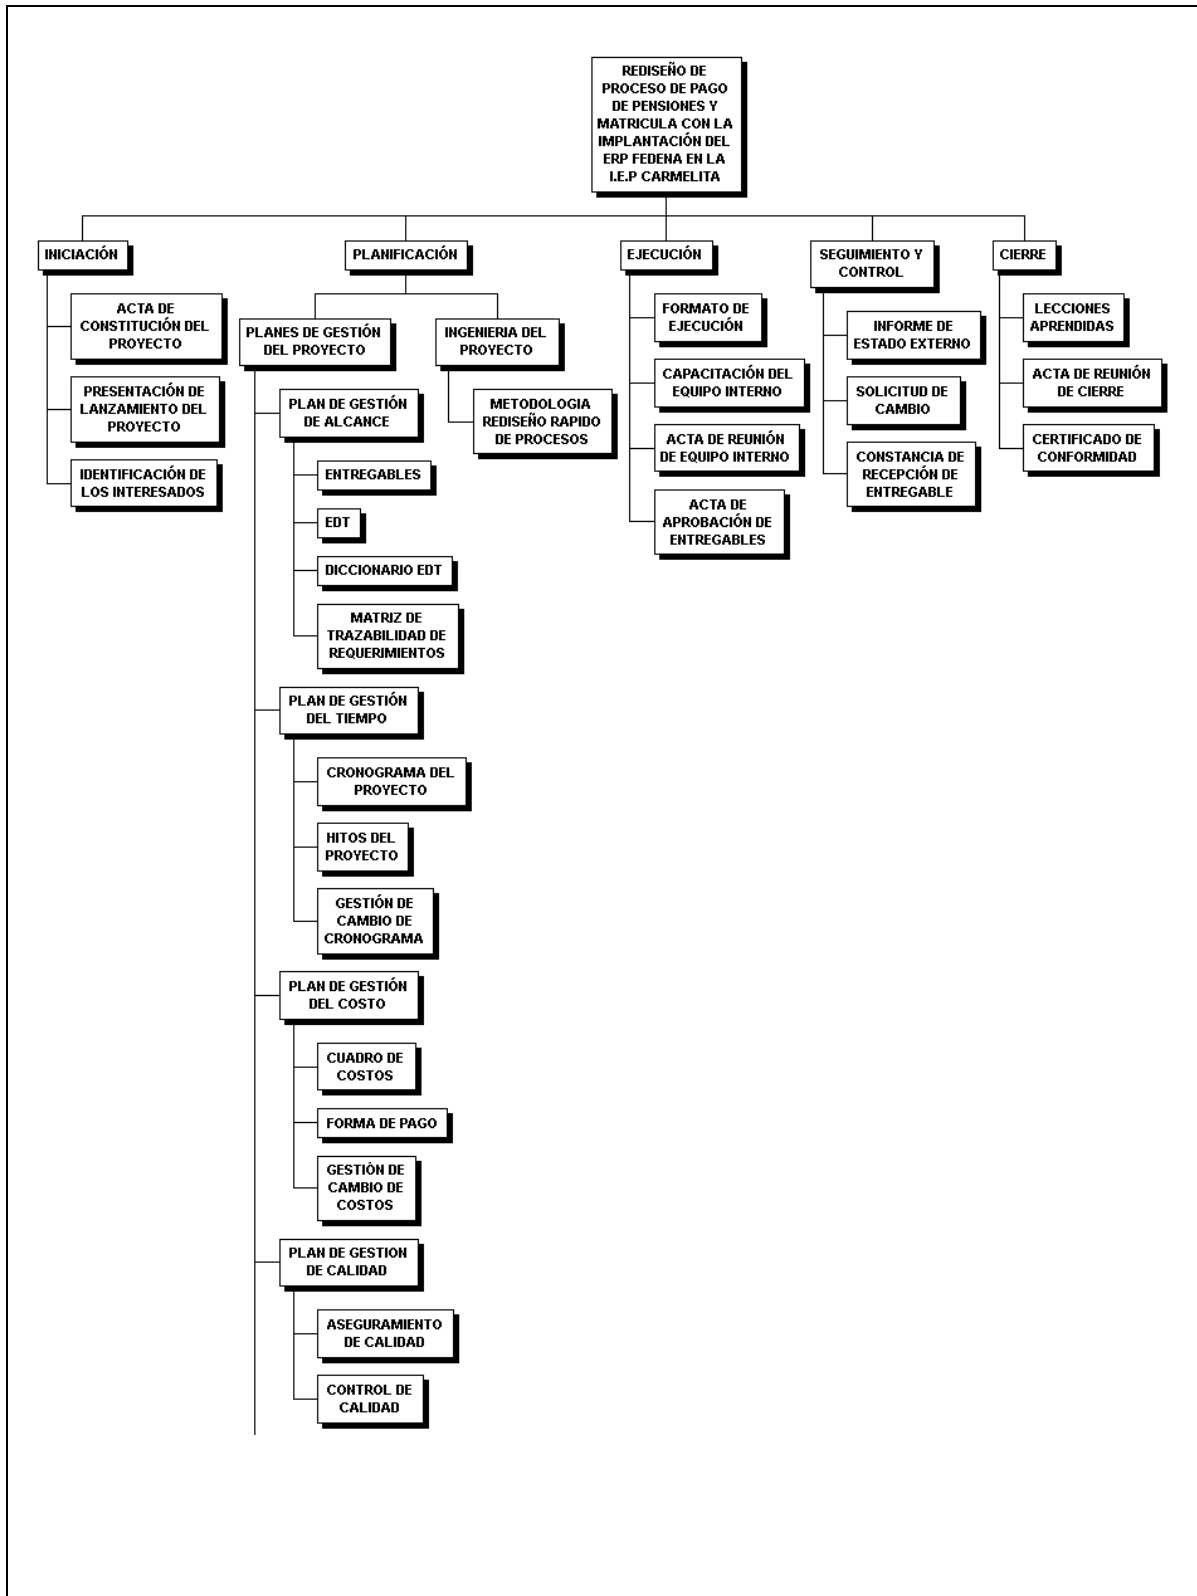 REDISEÑO DE
PROCESO DE PAGO
DE PENSIONES Y
MATRICULA CON LA
IMPLANTACIÓN DEL
ERP FEDENA EN LA
I.E.P CARMELITA
INICIACIÓN
ACTA DE
CONSTITUCIÓN DEL
PROYECTO
PRESENTACIÓN DE
LANZAMIENTO DEL
PROYECTO
IDENTIFICACIÓN DE
LOS INTERESADOS
PLANIFICACIÓN
PLANES DE GESTIÓN
DEL PROYECTO
PLAN DE GESTIÓN
DE ALCANCE
ENTREGABLES
EDT
DICCIONARIO EDT
MATRIZ DE
TRAZABILIDAD DE
REQUERIMIENTOS
PLAN DE GESTIÓN
DEL TIEMPO
CRONOGRAMA DEL
PROYECTO
HITOS DEL
PROYECTO
GESTIÓN DE
CAMBIO DE
CRONOGRAMA
PLAN DE GESTIÓN
DEL COSTO
CUADRO DE
COSTOS
FORMA DE PAGO
GESTIÓN DE
CAMBIO DE
COSTOS
PLAN DE GESTION
DE CALIDAD
ASEGURAMIENTO
DE CALIDAD
CONTROL DE
CALIDAD
INGENIERIA DEL
PROYECTO
METODOLOGIA
REDISEÑO RAPIDO
DE PROCESOS
EJECUCIÓN
FORMATO DE
EJECUCIÓN
CAPACITACIÓN DEL
EQUIPO INTERNO
ACTA DE REUNIÓN
DE EQUIPO INTERNO
ACTA DE
APROBACIÓN DE
ENTREGABLES
SEGUIMIENTO Y
CONTROL
INFORME DE
ESTADO EXTERNO
SOLICITUD DE
CAMBIO
CONSTANCIA DE
RECEPCIÓN DE
ENTREGABLE
CIERRE
LECCIONES
APRENDIDAS
ACTA DE REUNIÓN
DE CIERRE
CERTIFICADO DE
CONFORMIDAD